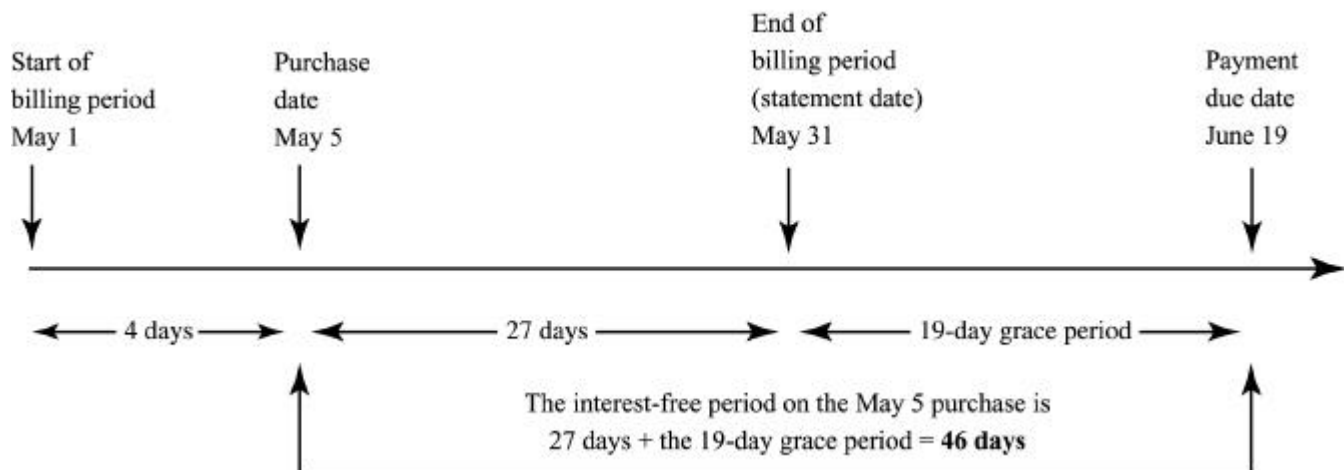 Start of
billing period
May 1
Purchase
date
May 5
End of
billing period
(statement date)
May 31
Payment
due date
June 19
4 days
27 days
19-day grace period
The interest-free period on the May 5 purchase is
27 days + the 19-day grace period = 46 days